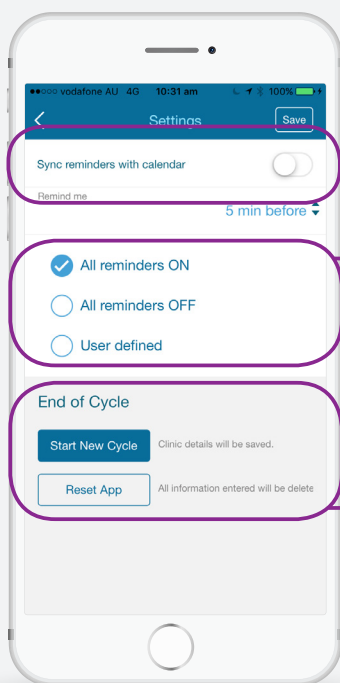 vodafone AU 4G 10:31 am 100%
Settings Save
Sync reminders with calendar
Remind me
5 min before
All reminders ON
All reminders OFF
User defined
End of Cycle
Start New Cycle Clinic details will be saved.
Reset App All information entered will be delete